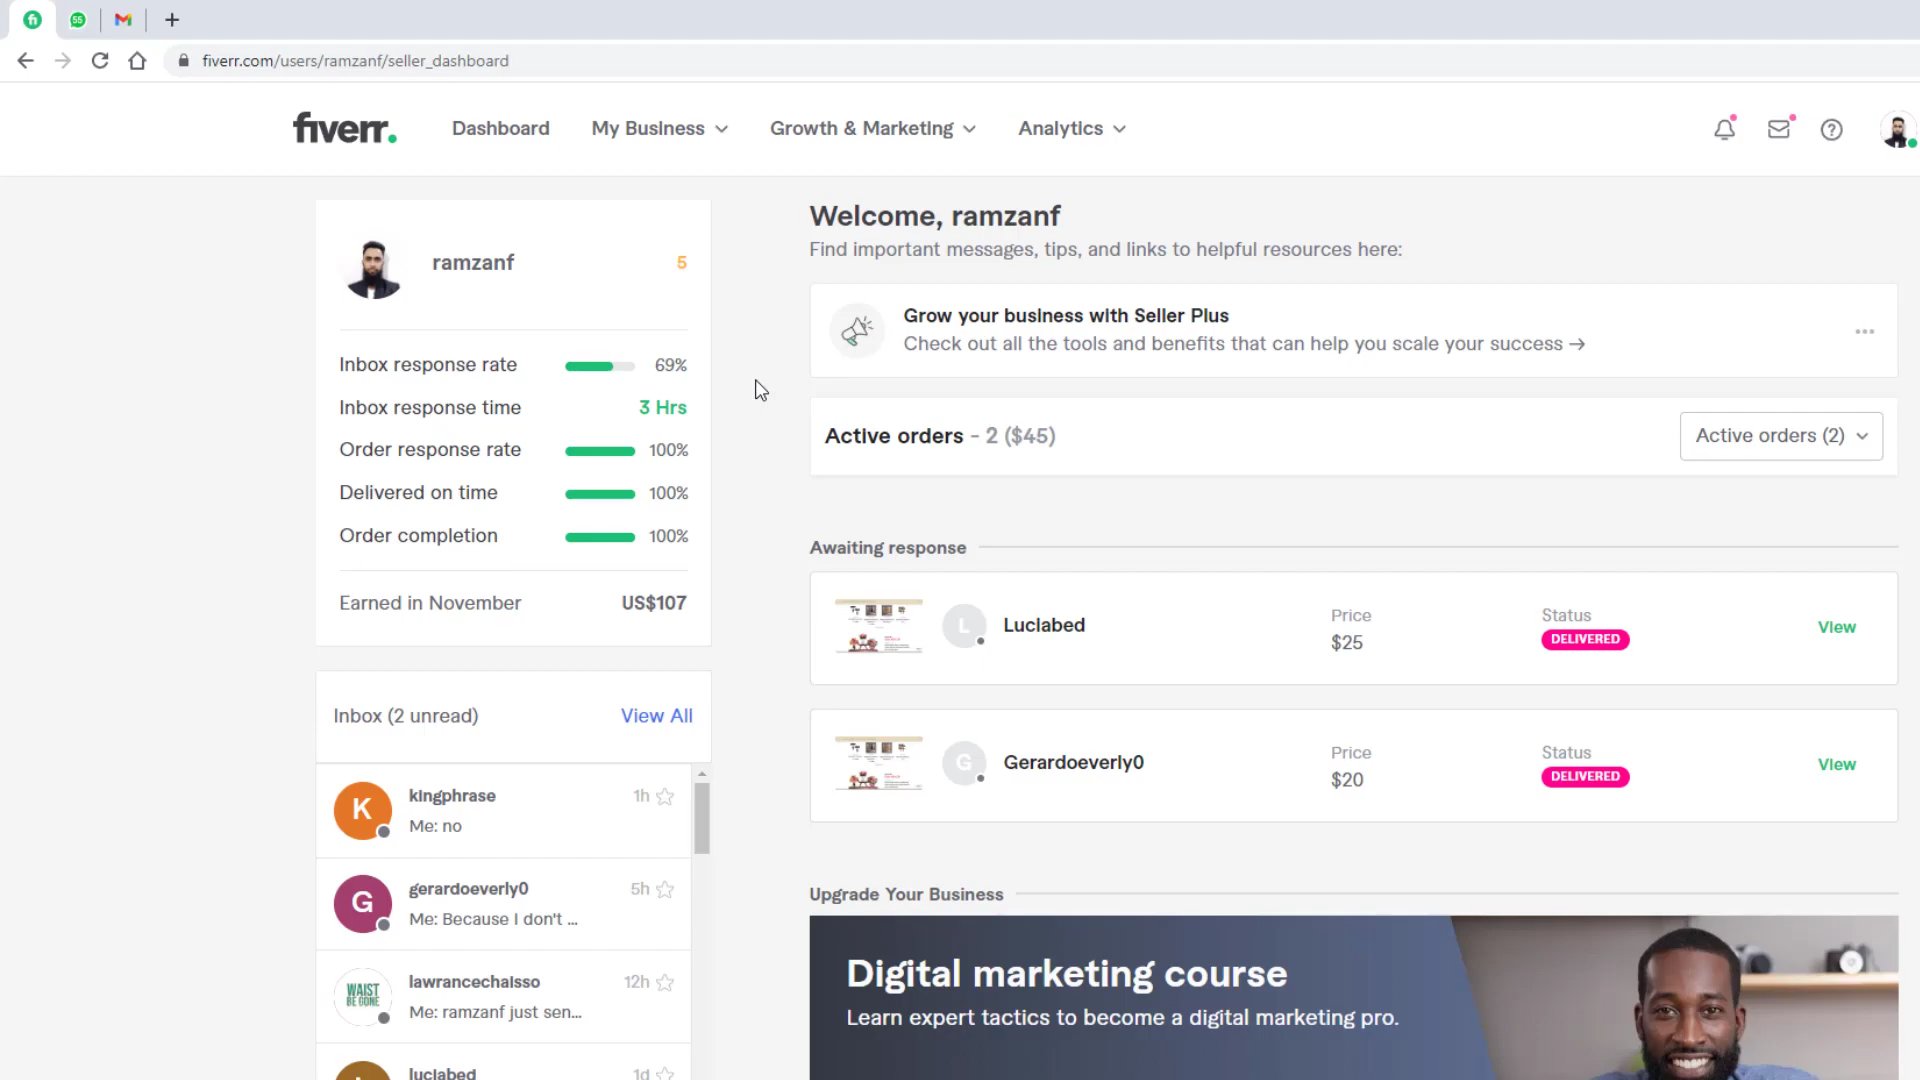 55
fiverr.com/users/ramzanf/seller_dashboard
fiverr.
Dashboard
My Business
Growth & Marketing
Analytics
ramzanf
5
Inbox response rate
69%
Inbox response time
3 Hrs
Order response rate
100%
Delivered on time
100%
Order completion
100%
Earned in November
US$107
Inbox (2 unread)
View All
K
kingphrase
1h
Me: no
G
gerardoeverly0
5h
Me: Because I don't ...
WAIST
BE GONE
lawrancechaisso
12h
Me: ramzanf just sen...
luclabed
1d
Welcome, ramzanf
Find important messages, tips, and links to helpful resources here:
Grow your business with Seller Plus
Check out all the tools and benefits that can help you scale your success →
Active orders - 2 ($45)
Active orders (2)
Awaiting response
L
Luclabed
Price
$25
Status
DELIVERED
View
G
Gerardoeverly0
Price
$20
Status
DELIVERED
View
Upgrade Your Business
Digital marketing course
Learn expert tactics to become a digital marketing pro.